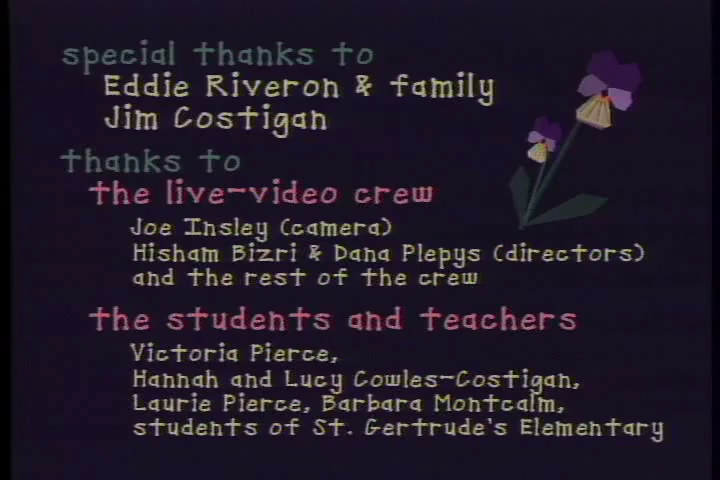 special thanks to
Eddie Riveron & family
Jim Costigan
thanks to
the live-video crew
Joe Insley (camera)
Hisham Bizri & Dana Plepys (directors)
and the rest of the crew
the students and teachers
Victoria Pierce,
Hannah and Lucy Cowles-Costigan,
Laurie Pierce, Barbara Montcalm,
students of St. Gertrude's Elementary